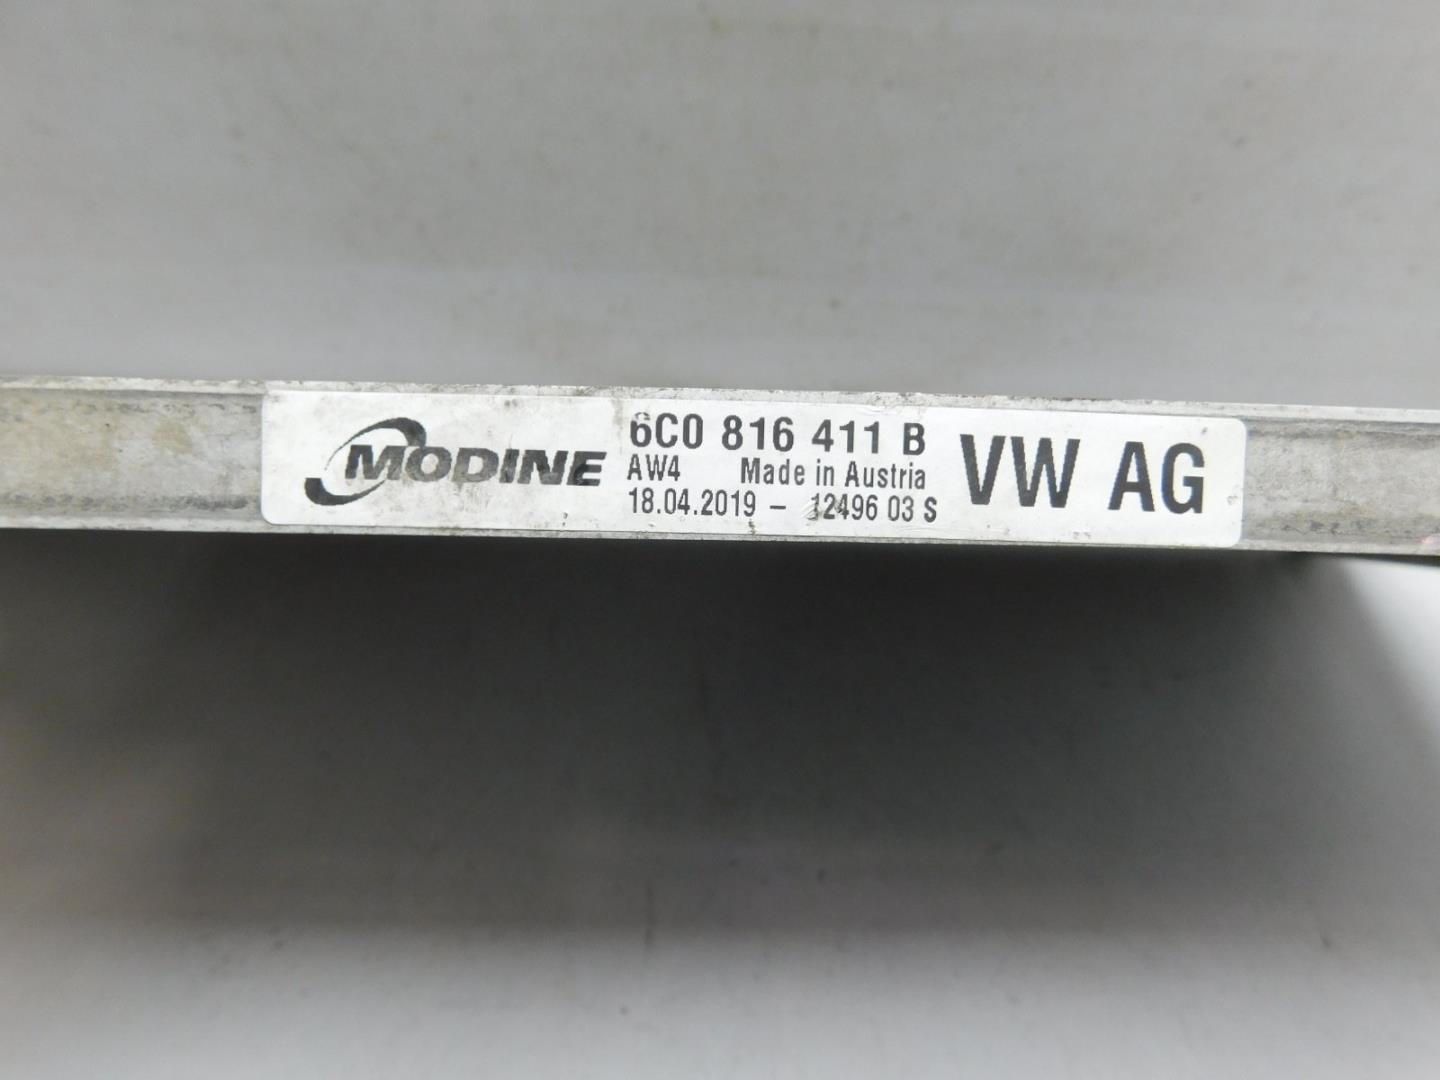 MODINE
6C0 816 411 B
AW4 Made in Austria
18.04.2019 - 12496 03 S
VW AG